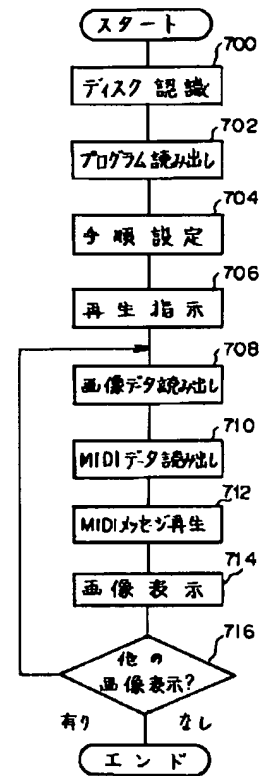 スタート
700
ディスク認識
702
プログラム読み出し
704
手順設定
706
再生指示
708
画像データ読み出し
710
MIDIデータ読み出し
712
MIDIメッセジ再生
714
画像表示
716
他の
画像表示?
有り なし
エンド